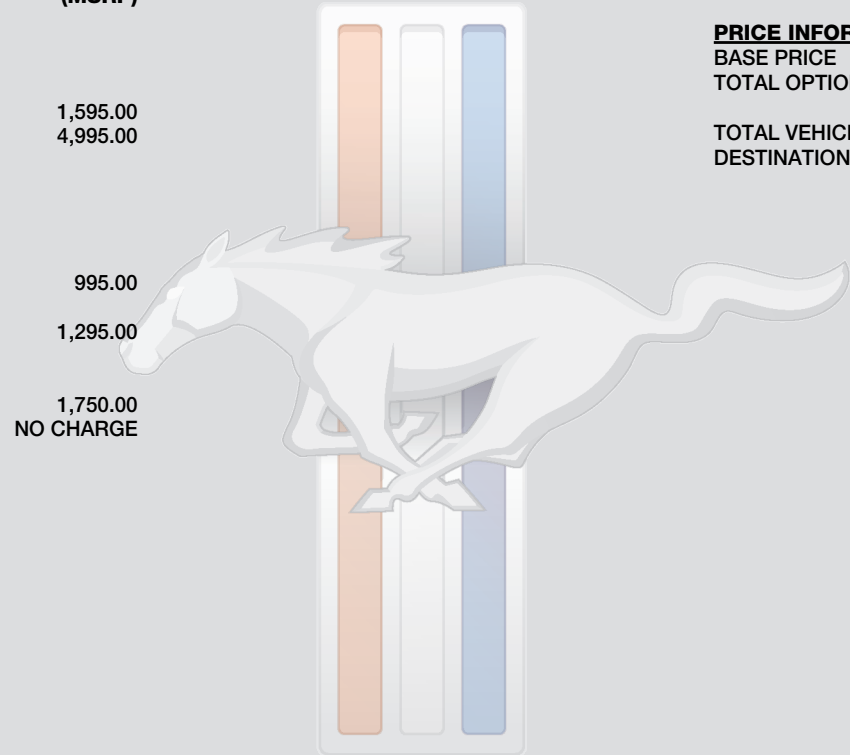 (MSRP)
1,595.00
4,995.00
995.00
1,295.00
1,750.00
NO CHARGE
PRICE INFOR
BASE PRICE
TOTAL OPTIO
TOTAL VEHIC
DESTINATION